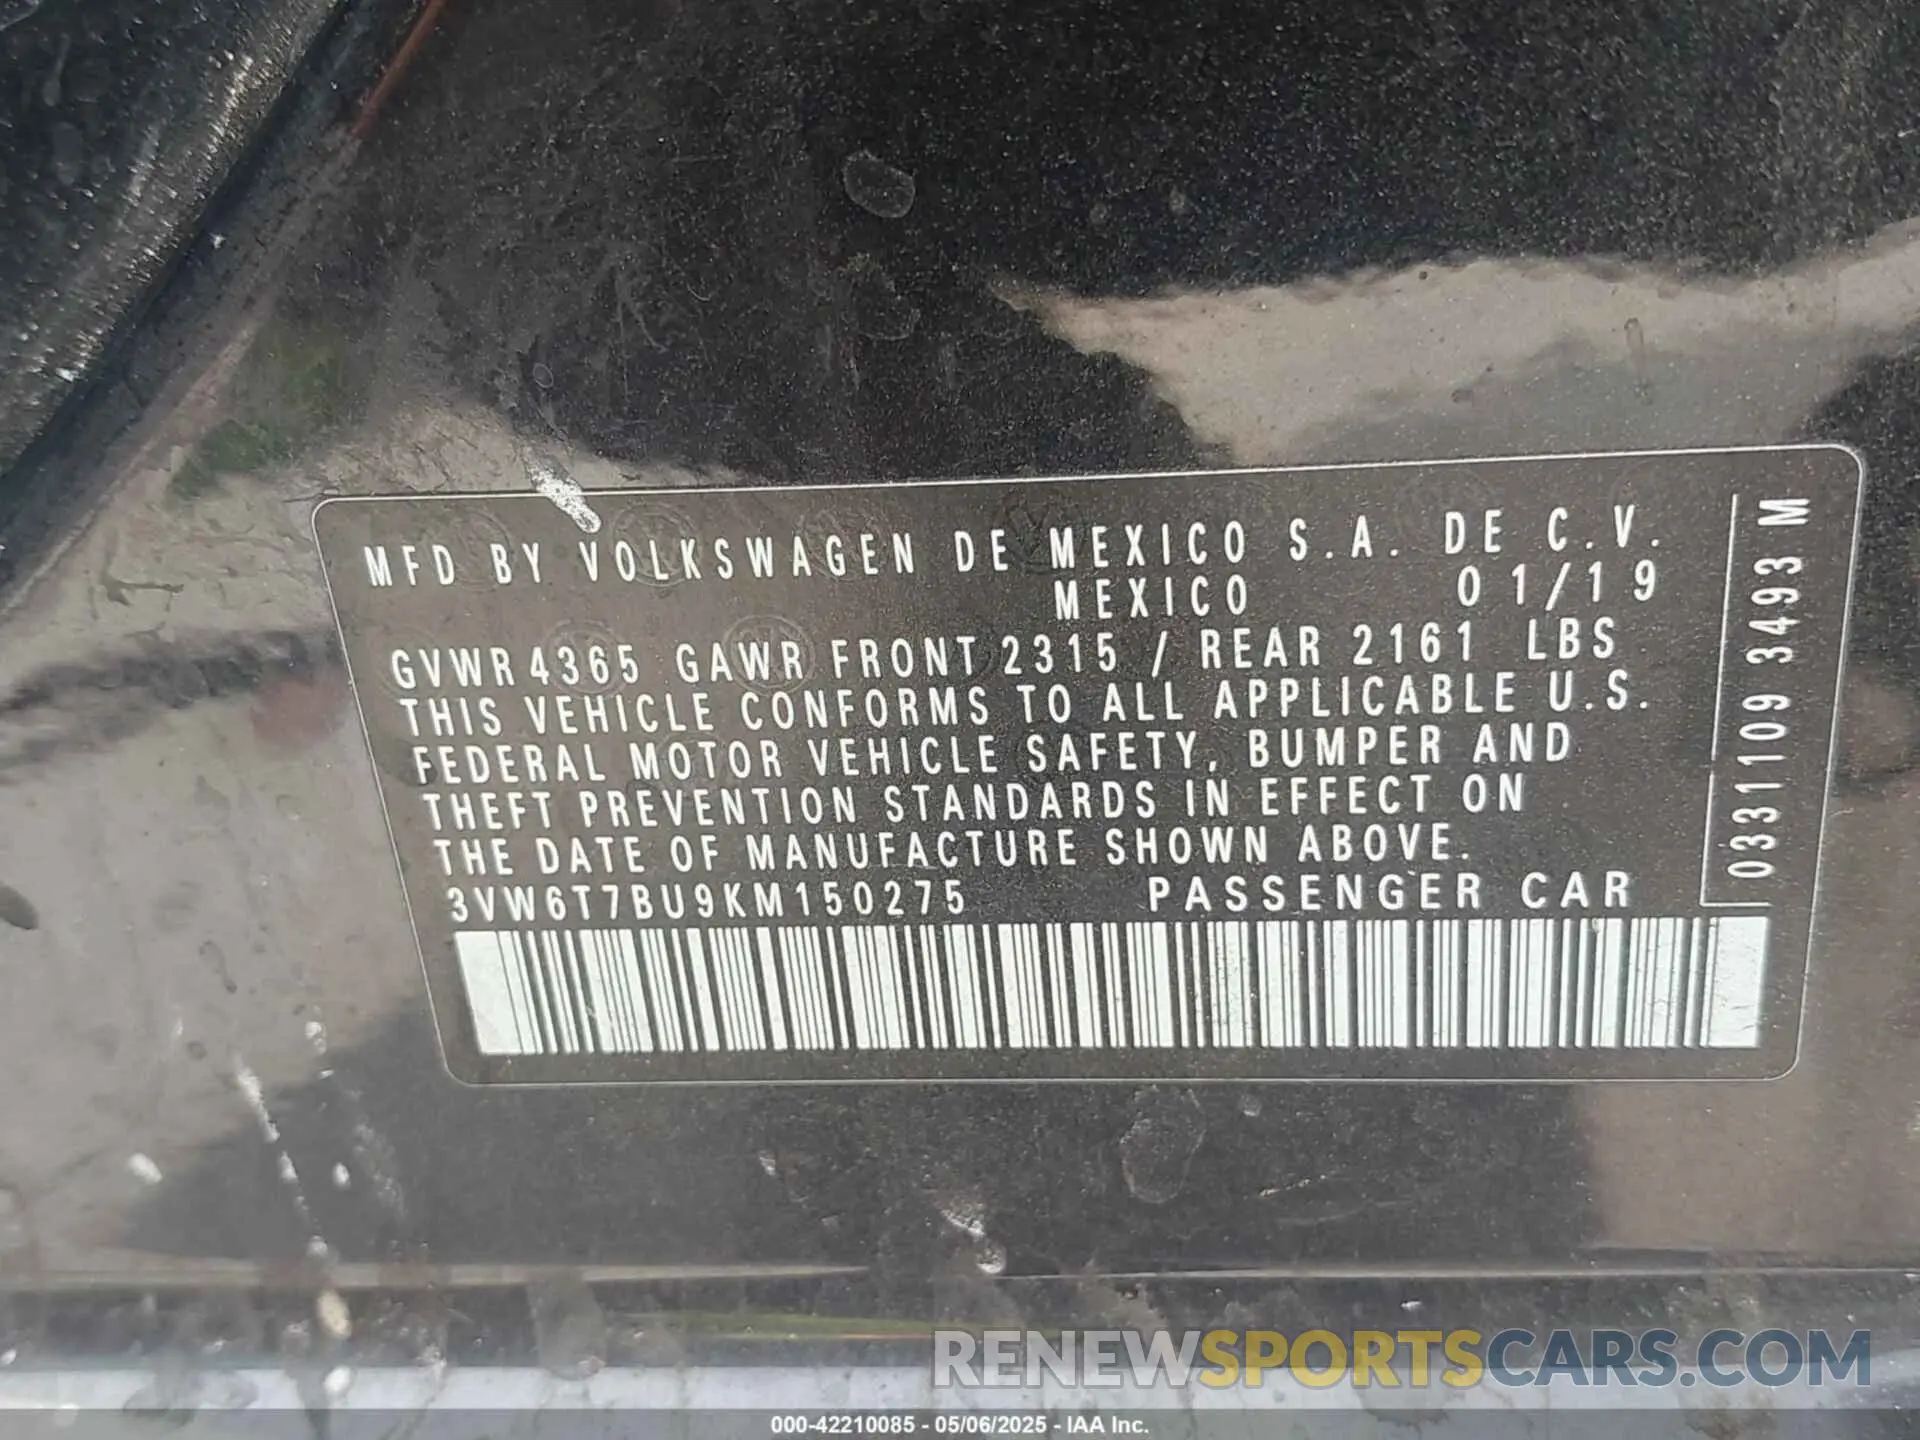 MFD BY VOLKSWAGEN DE MEXICO S.A. DE C.V.
MEXICO 01/19
GVWR 4365 GAWR FRONT 2315 / REAR 2161 LBS
THIS VEHICLE CONFORMS TO ALL APPLICABLE U.S.
FEDERAL MOTOR VEHICLE SAFETY, BUMPER AND
THEFT PREVENTION STANDARDS IN EFFECT ON
THE DATE OF MANUFACTURE SHOWN ABOVE.
3VW6T7BU9KM150275 PASSENGER CAR
0331109 3493 M
RENEWSPORTSCARS.COM
000-42210085 - 05/06/2025 - IAA Inc.